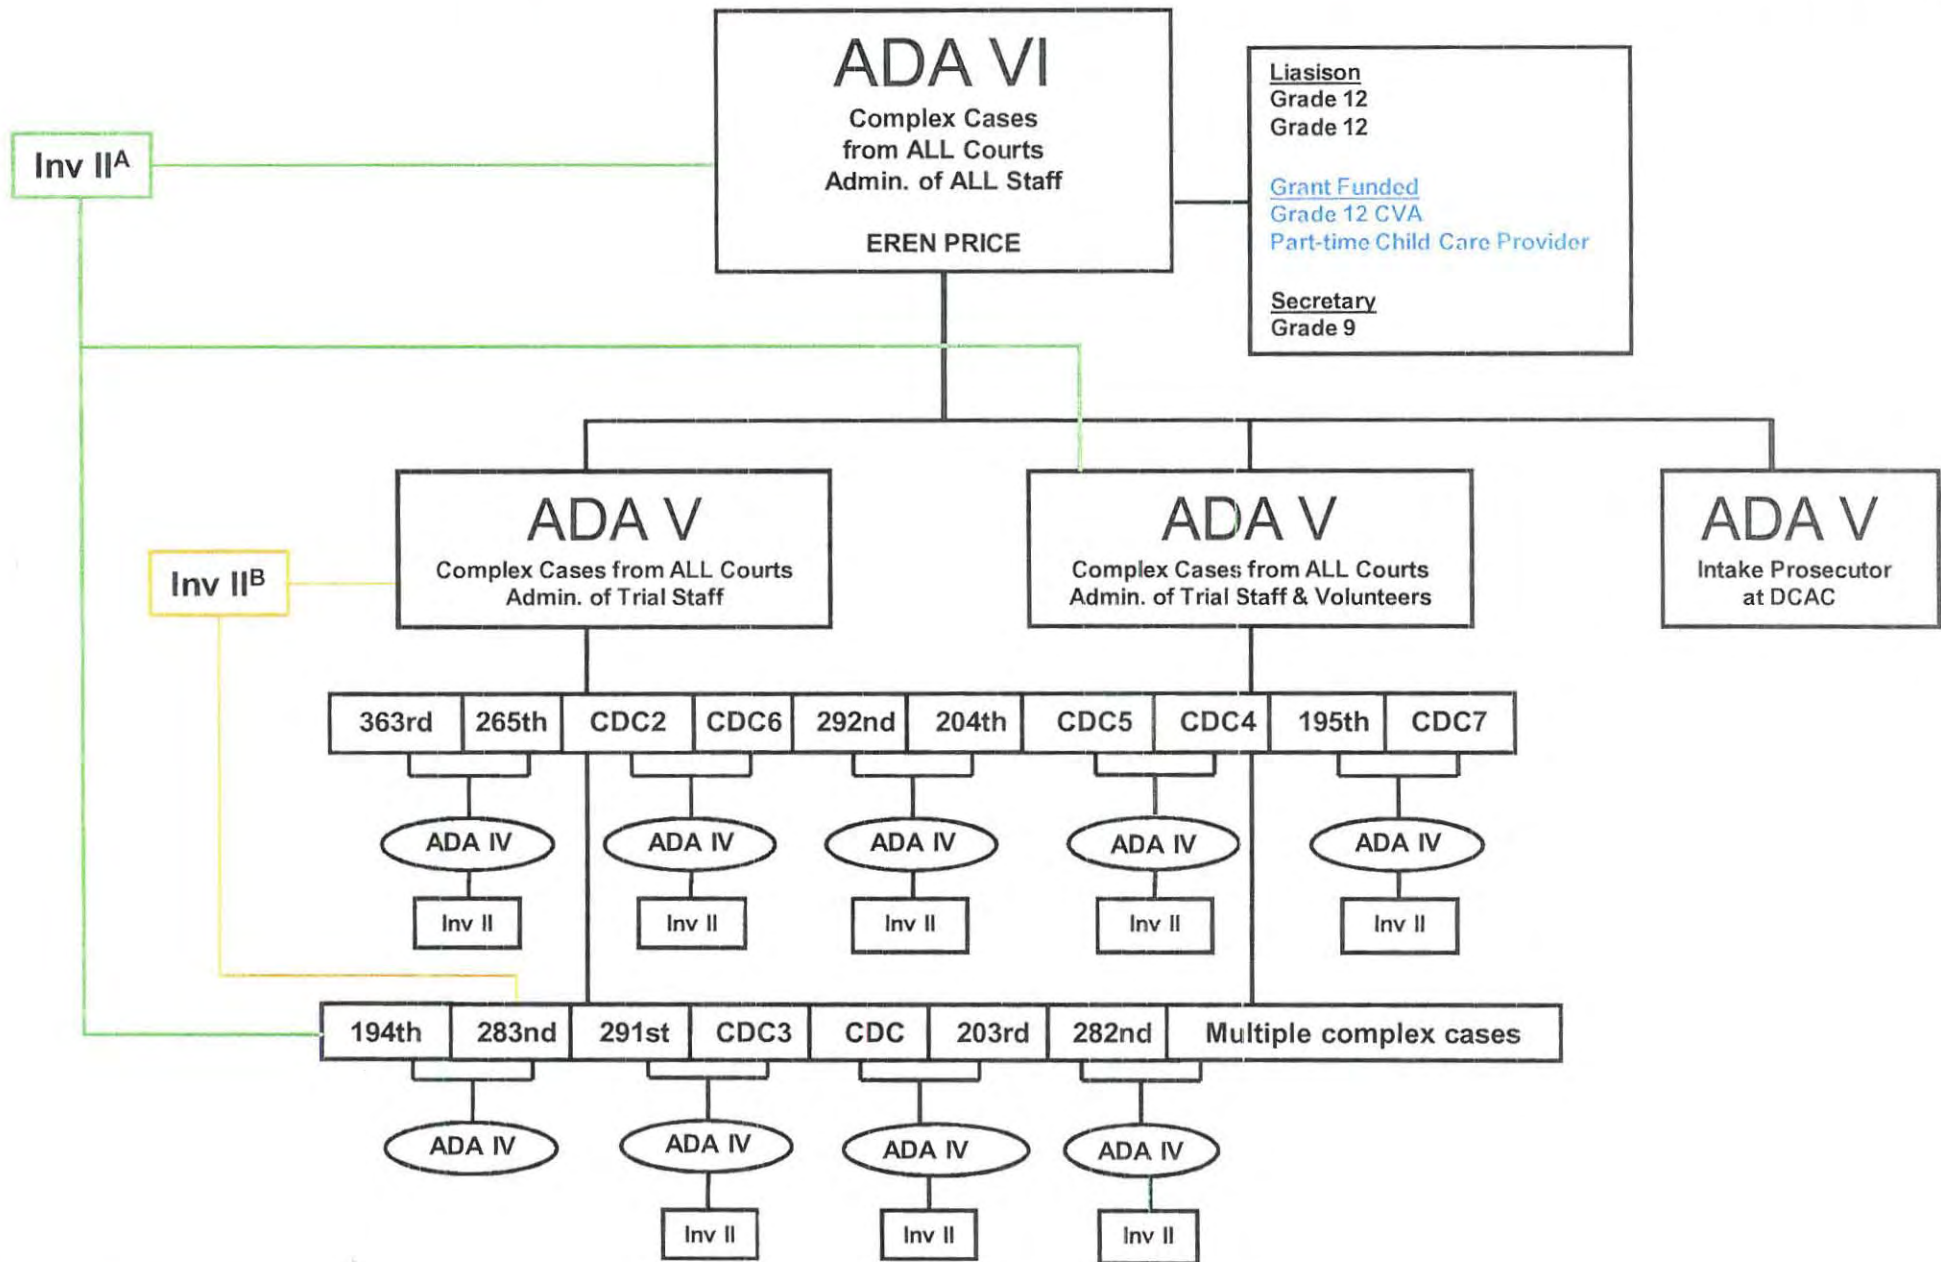 ADA VI
Complex Cases
from ALL Courts
Admin. of ALL Staff
EREN PRICE
Liasison
Grade 12
Grade 12
Grant Funded
Grade 12 CVA
Part-time Child Care Provider
Secretary
Grade 9
Inv IIA
ADA V
Complex Cases from ALL Courts
Admin. of Trial Staff
ADA V
Complex Cases from ALL Courts
Admin. of Trial Staff & Volunteers
ADA V
Intake Prosecutor
at DCAC
Inv IIB
363rd 265th CDC2 CDC6 292nd 204th CDC5 CDC4 195th CDC7
ADA IV ADA IV ADA IV ADA IV ADA IV
Inv II Inv II Inv II Inv II Inv II
194th 283nd 291st CDC3 CDC 203rd 282nd Multiple complex cases
ADA IV ADA IV ADA IV ADA IV
Inv II Inv II Inv II